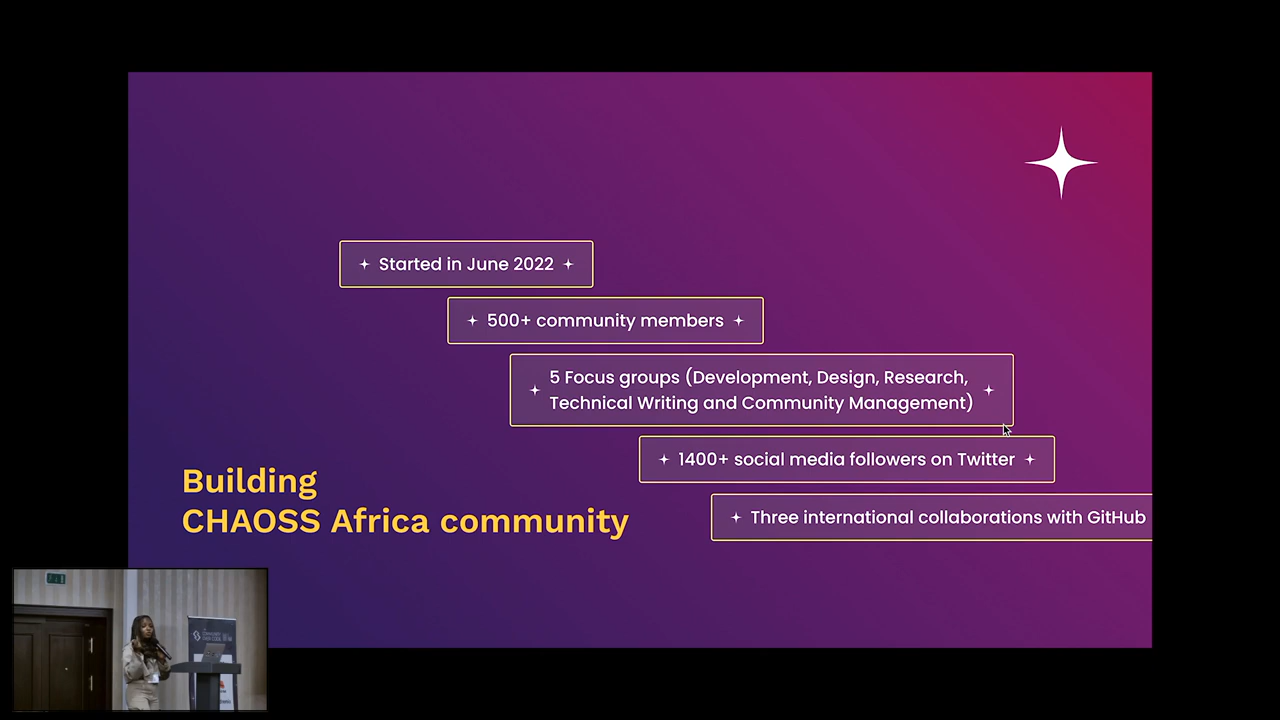 Started in June 2022
500+ community members
5 Focus groups (Development, Design, Research,
Technical Writing and Community Management)
1400+ social media followers on Twitter
Three international collaborations with GitHub
Building
CHAOSS Africa community